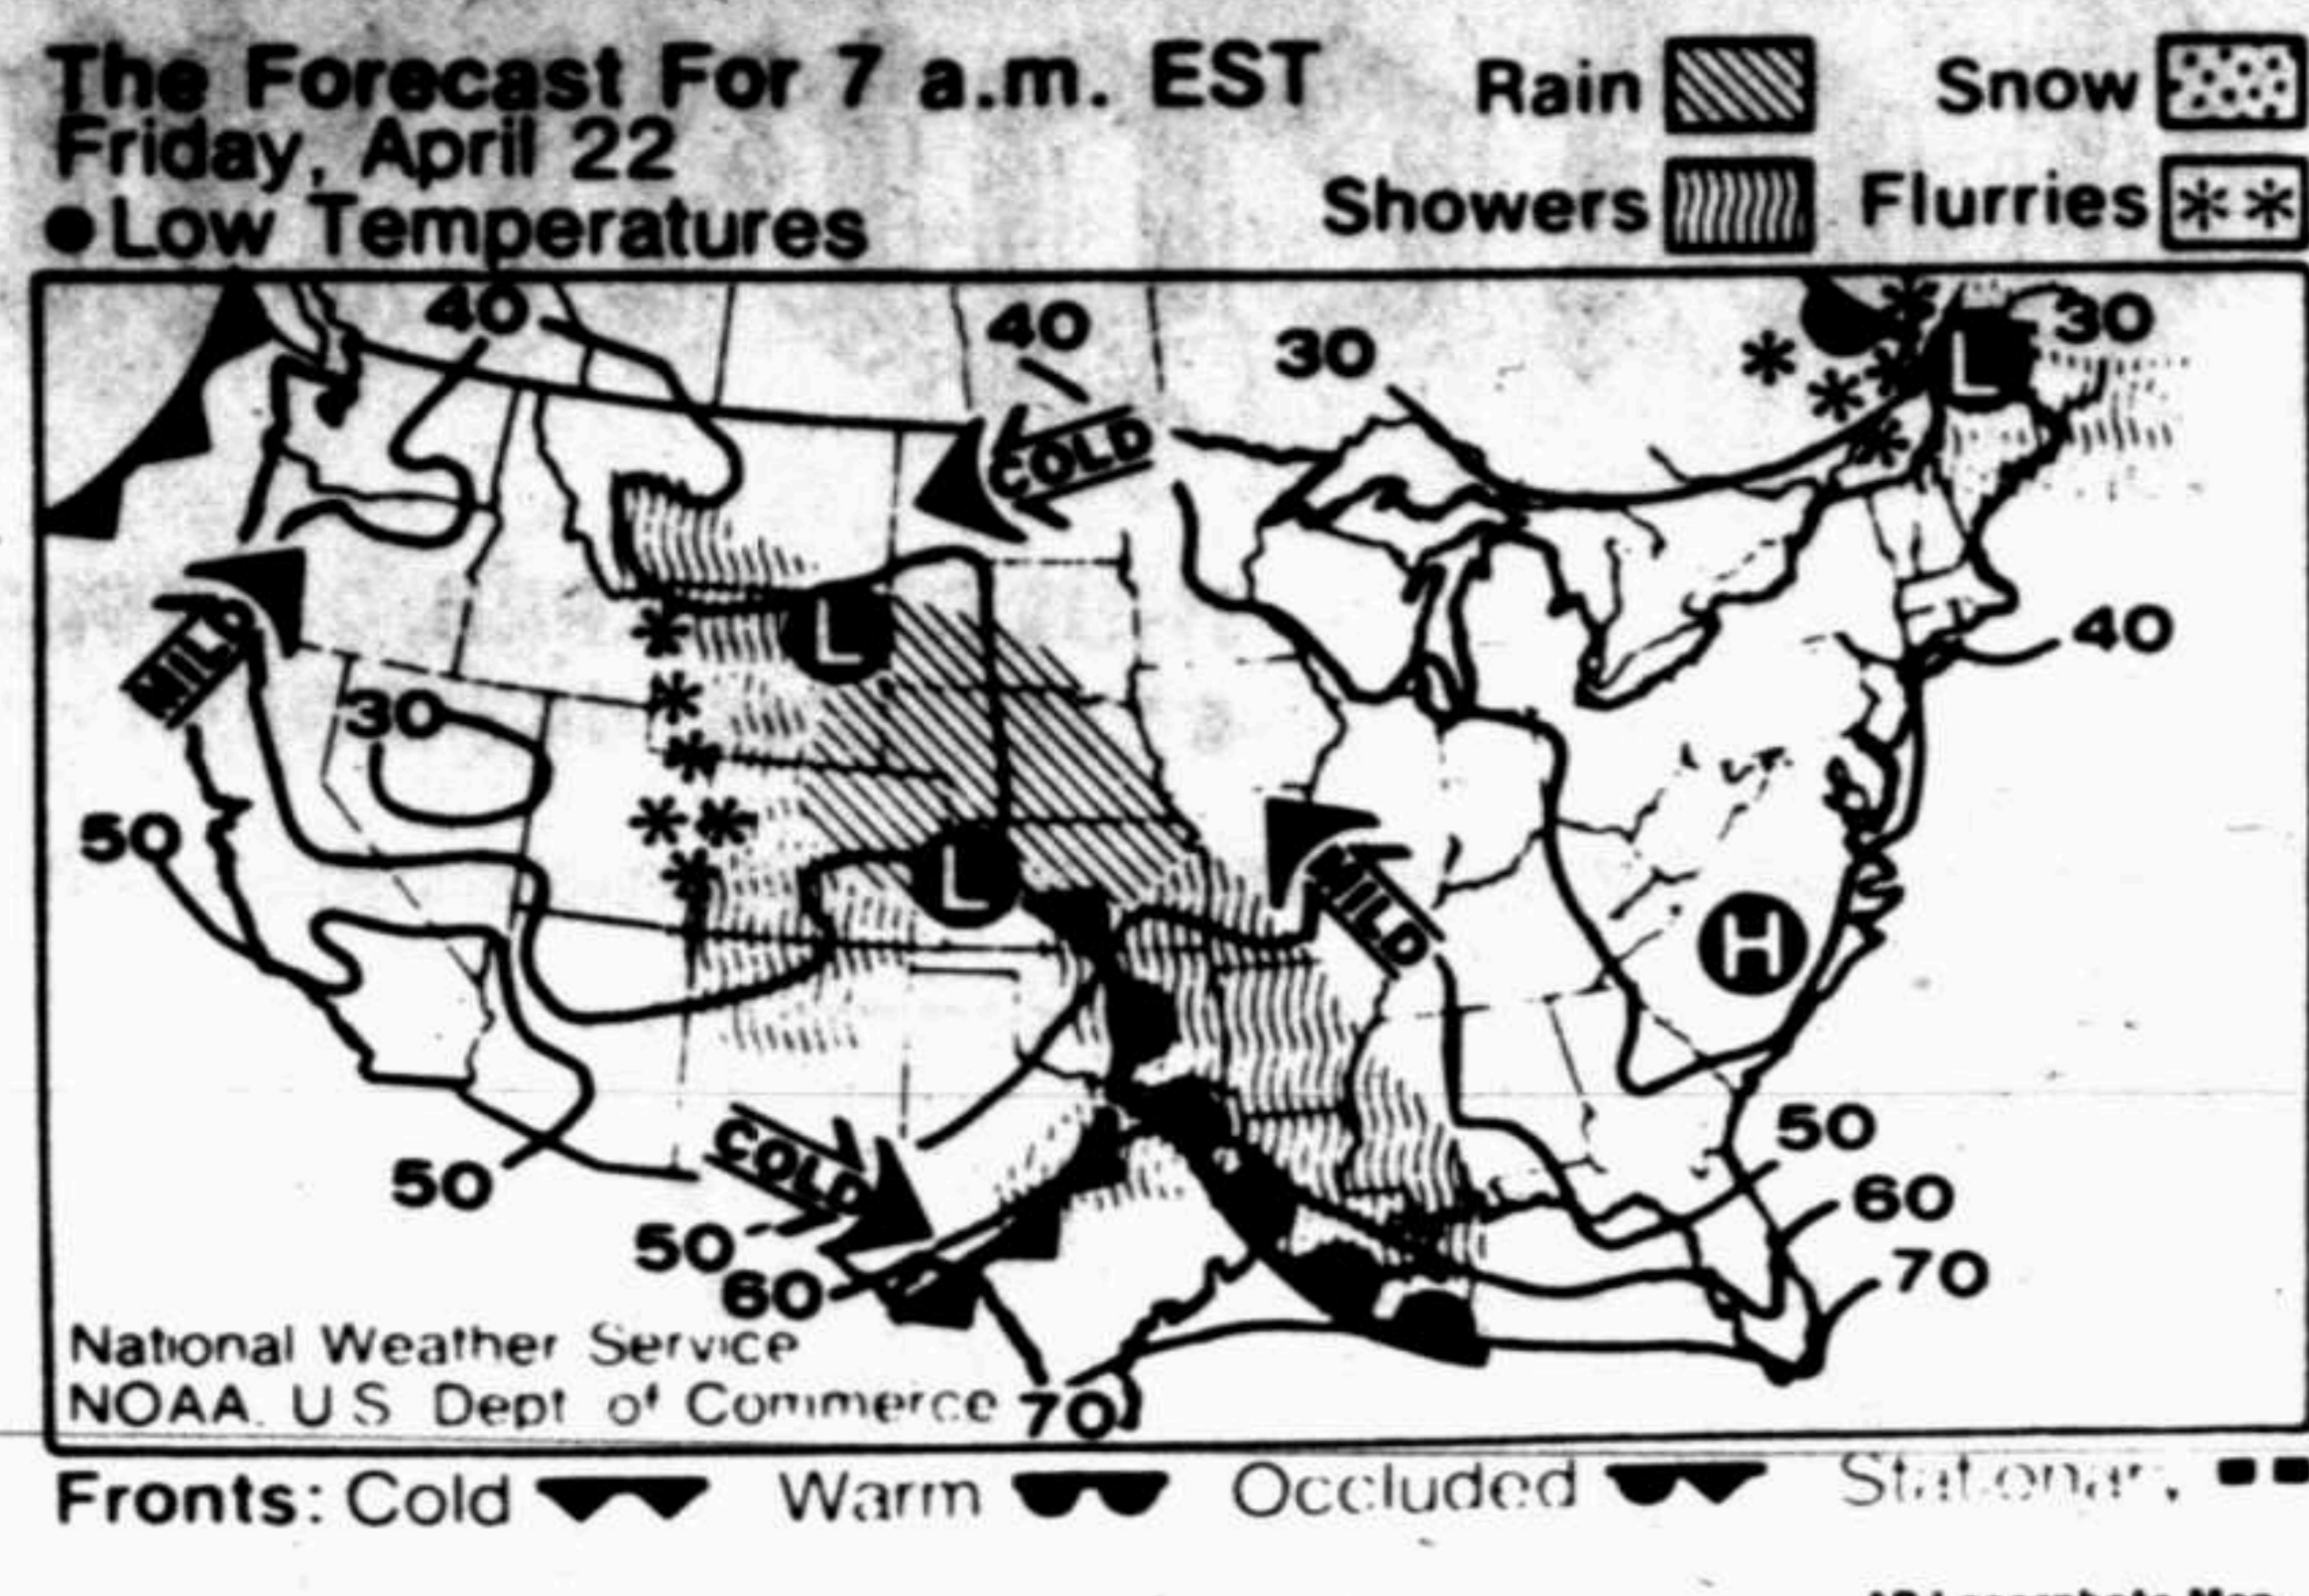 The Forecast For 7 a.m. EST
Friday, April 22
● Low Temperatures
Rain
Snow
Showers
Flurries
40
40
30
30
L
COLD
MILD
L
40
30
50
L
MILD
H
50
COLD
50
60
50
60
70
70
National Weather Service
NOAA. U S Dept of Commerce
Fronts: Cold
Warm
Occluded